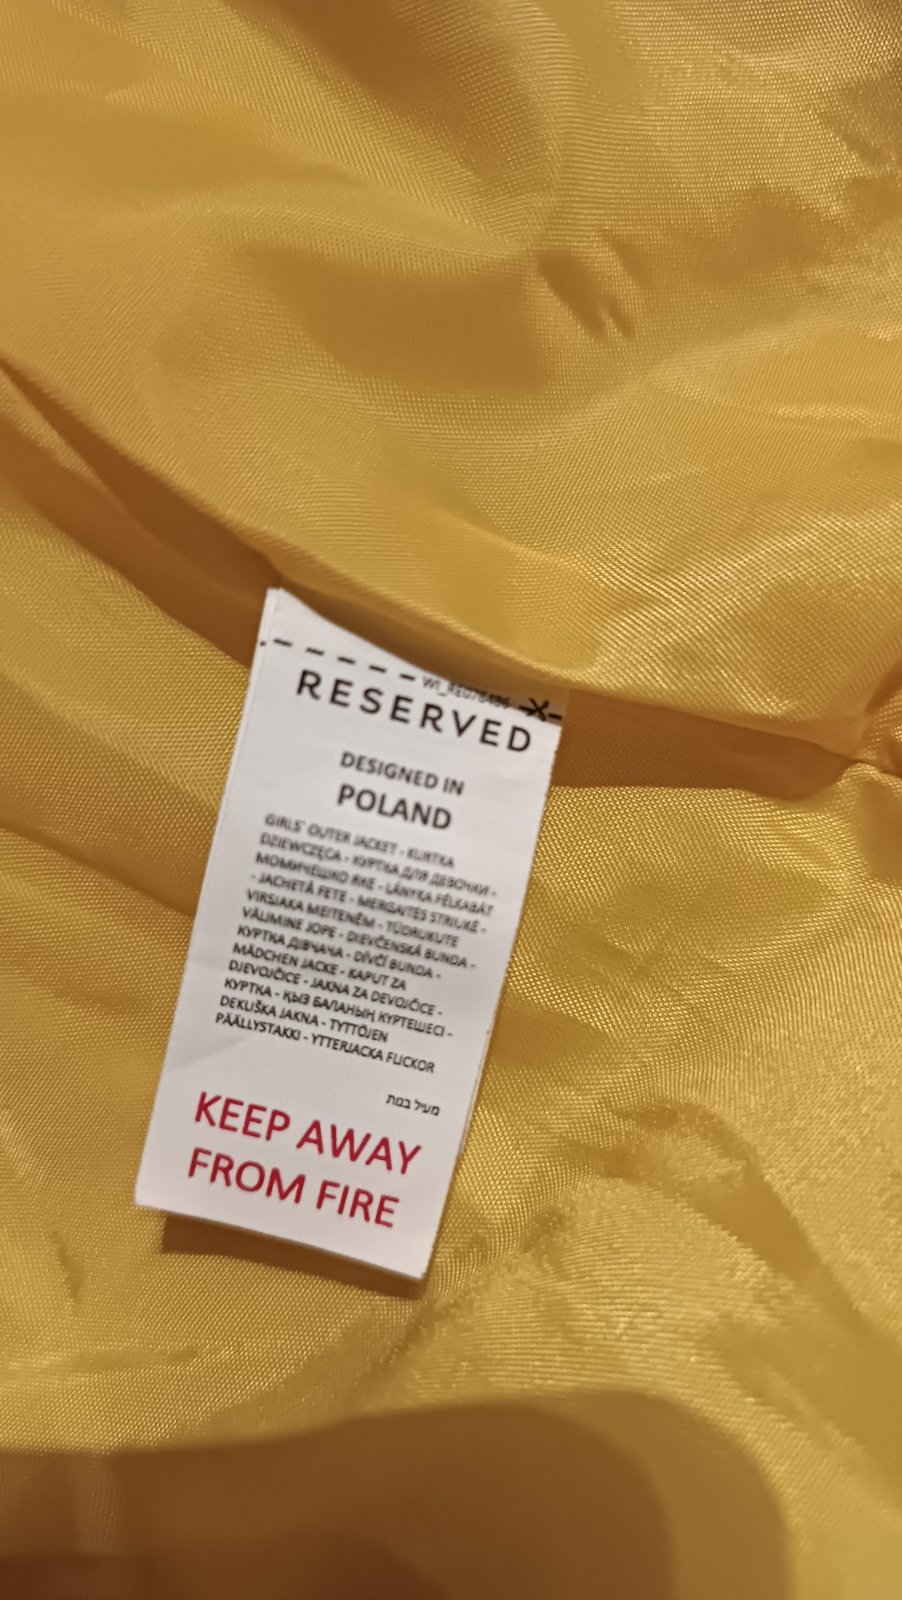 RESERVED
DESIGNED IN
POLAND
GIRLS' OUTER JACKET - KURTKA
DZIEWCZĘCA - КУРТКА ДЛЯ ДЕВОЧКИ -
МОМИЧЕШКО ЯКЕ - LÁNYKA FÉLKABÁT
- JACHETĂ FETE - MERGAITĖS STRIUKĖ -
VIRSJAKA MEITENĒM - TÜDRUKUTE
VÄLIMINE JOPE - DIEVČENSKÁ BUNDA -
КУРТКА ДІВЧАЧА - DÍVČÍ BUNDA -
MÄDCHEN JACKE - KAPUT ZA
DJEVOJČICE - JAKNA ZA DEVOJČICE -
КУРТКА - ҚЫЗ БАЛАНЫҢ КҮРТЕШЕСІ -
DEKLIŠKA JAKNA - TYTTÖJEN
PÄÄLLYSTAKKI - YTTERJACKA FLICKOR
מעיל בנות
KEEP AWAY
FROM FIRE